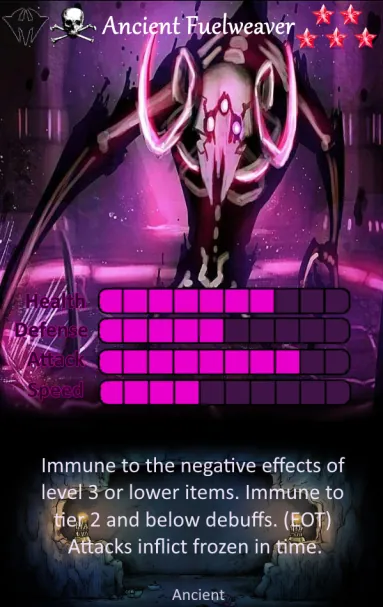 Ancient Fuelweaver
Health
Defense
Attack
Speed
Immune to the negative effects of
level 3 or lower items. Immune to
tier 2 and below debuffs. (EOT)
Attacks inflict frozen in time.
Ancient